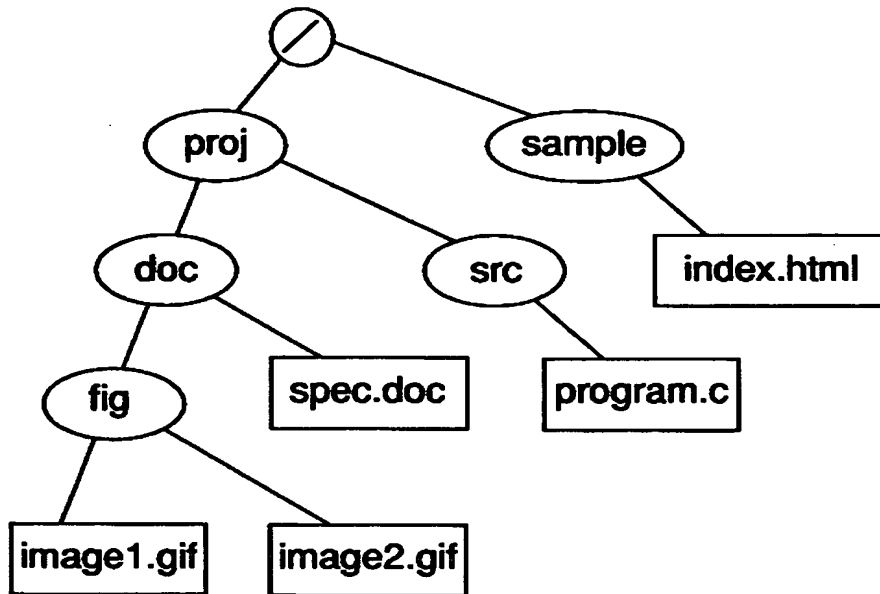 /
proj
sample
doc
src
index.html
fig
spec.doc
program.c
image1.gif
image2.gif